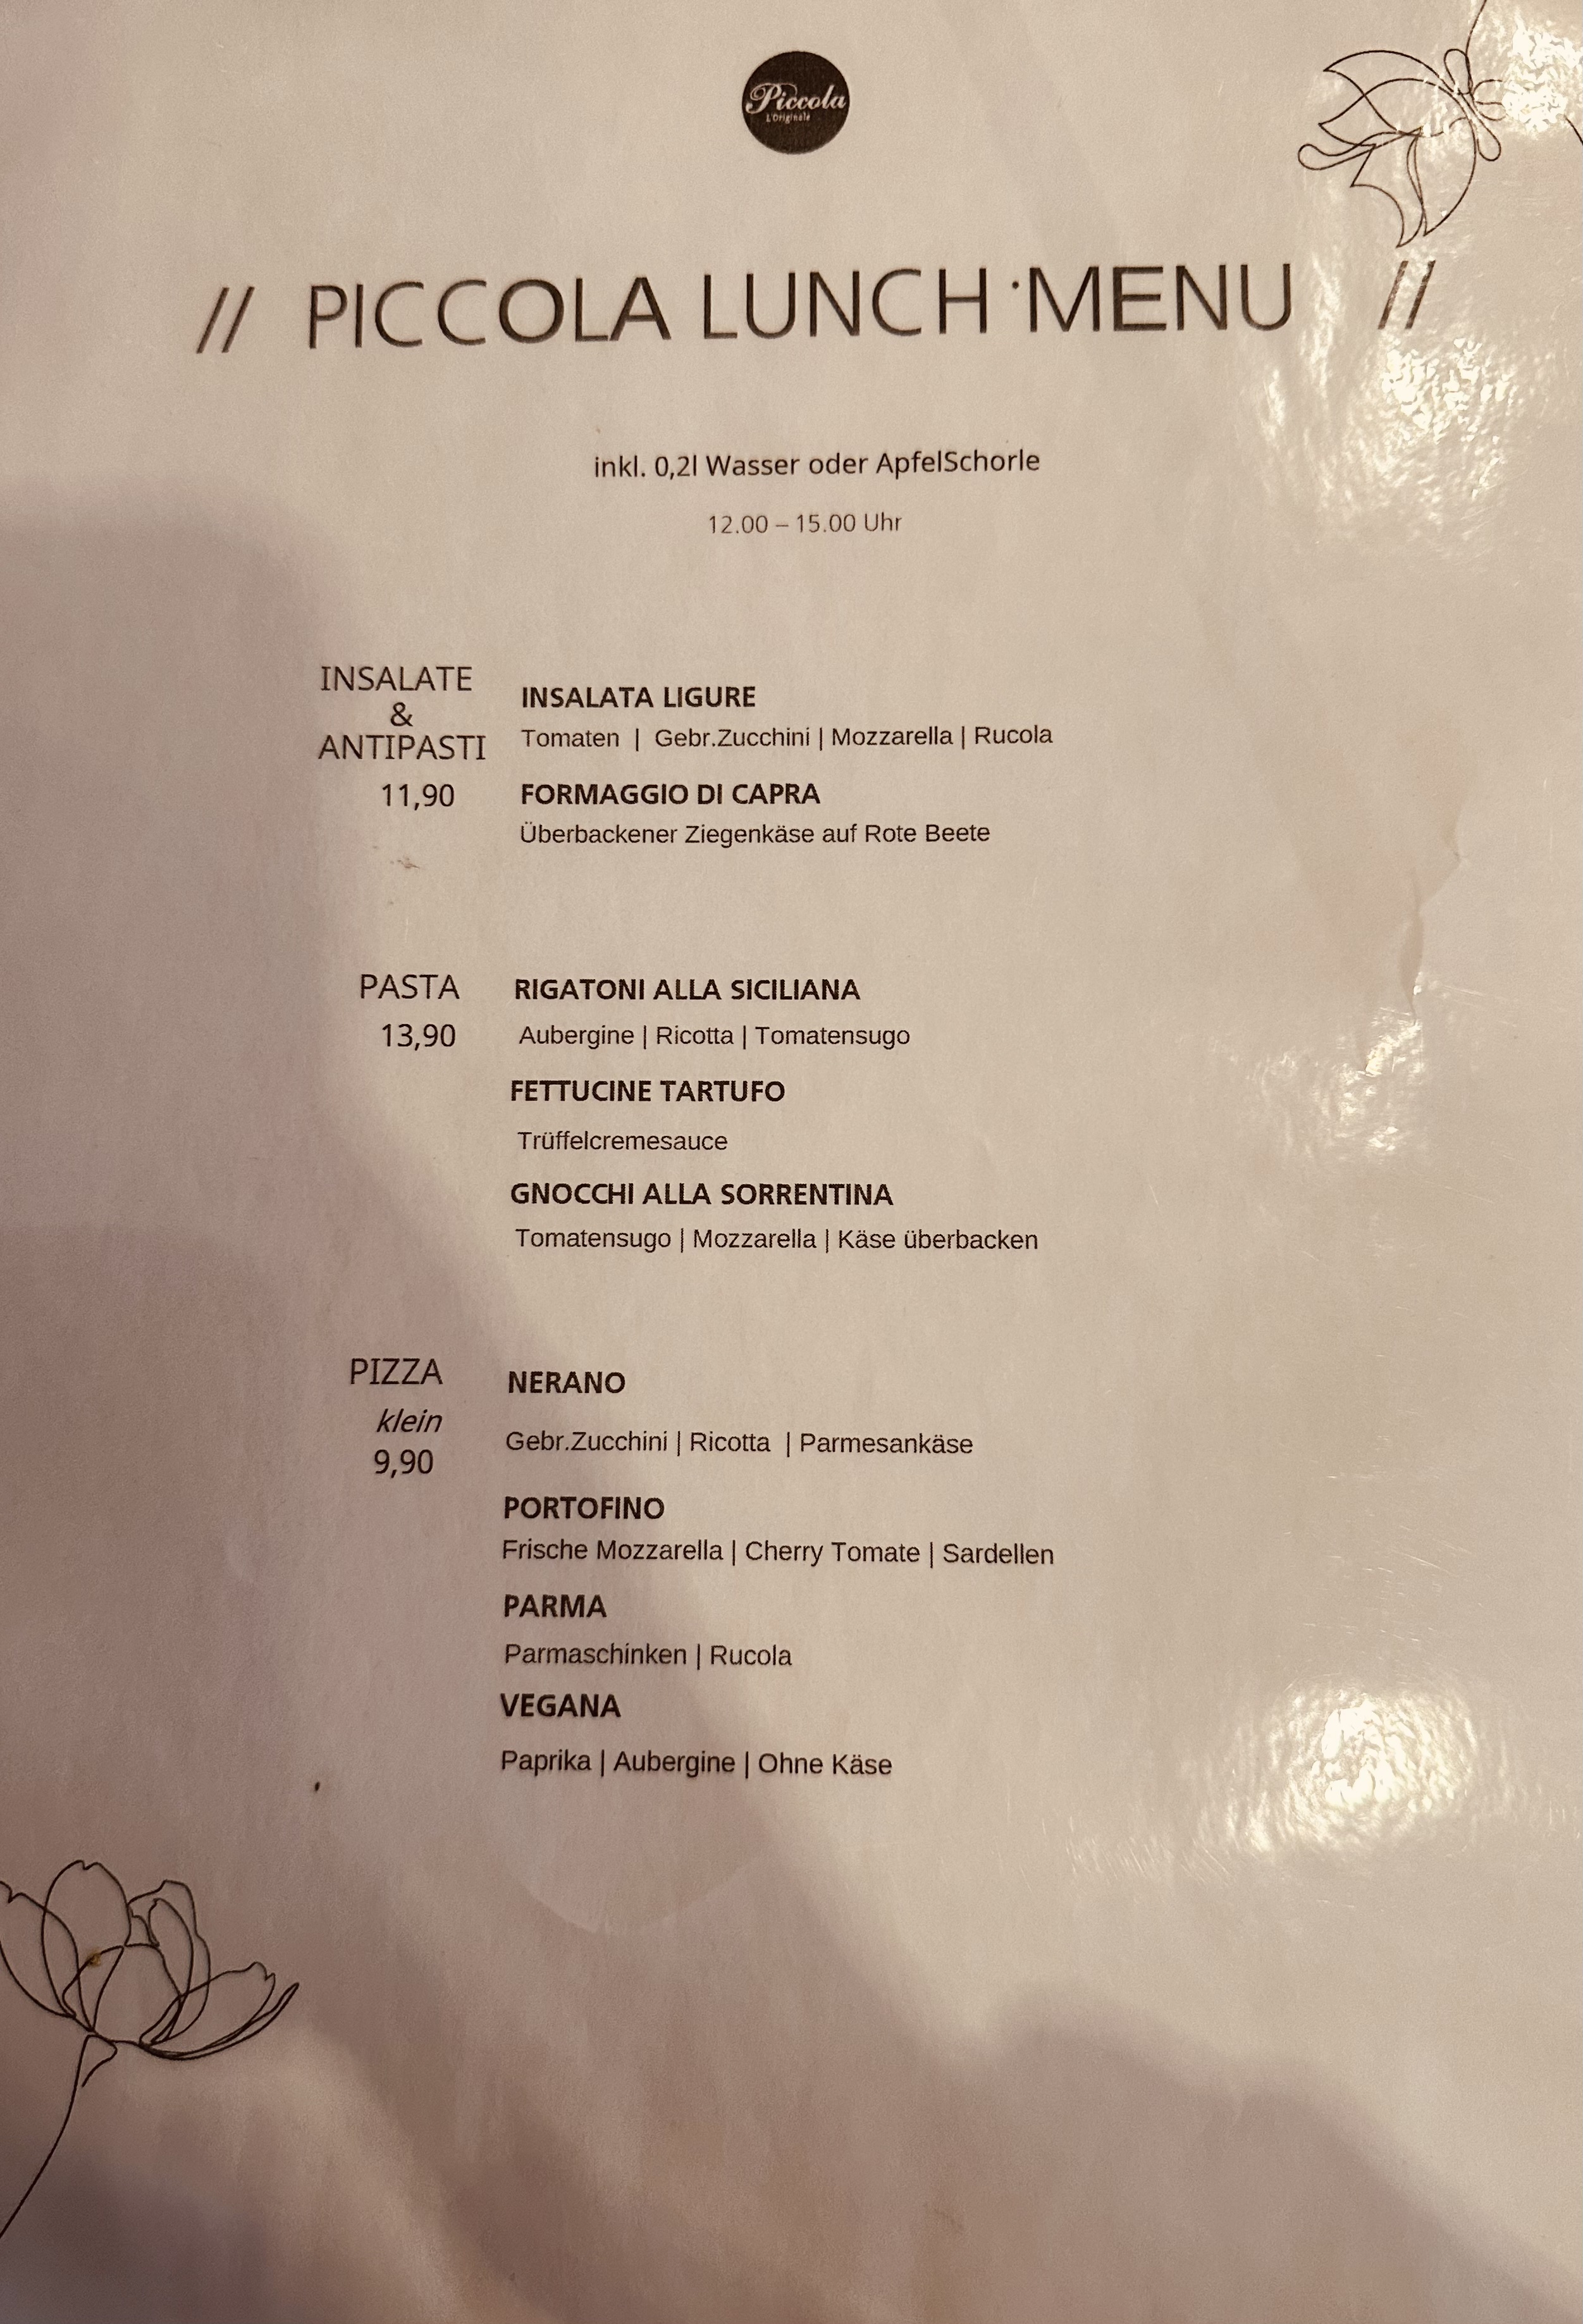 Piccola
L'Originale
// PICCOLA LUNCH MENU //
inkl. 0,2l Wasser oder ApfelSchorle
12.00 – 15.00 Uhr
INSALATE
&
ANTIPASTI
11,90
INSALATA LIGURE
Tomaten | Gebr.Zucchini | Mozzarella | Rucola
FORMAGGIO DI CAPRA
Überbackener Ziegenkäse auf Rote Beete
PASTA
13,90
RIGATONI ALLA SICILIANA
Aubergine | Ricotta | Tomatensugo
FETTUCINE TARTUFO
Trüffelcremesauce
GNOCCHI ALLA SORRENTINA
Tomatensugo | Mozzarella | Käse überbacken
PIZZA
klein
9,90
NERANO
Gebr.Zucchini | Ricotta | Parmesankäse
PORTOFINO
Frische Mozzarella | Cherry Tomate | Sardellen
PARMA
Parmaschinken | Rucola
VEGANA
Paprika | Aubergine | Ohne Käse